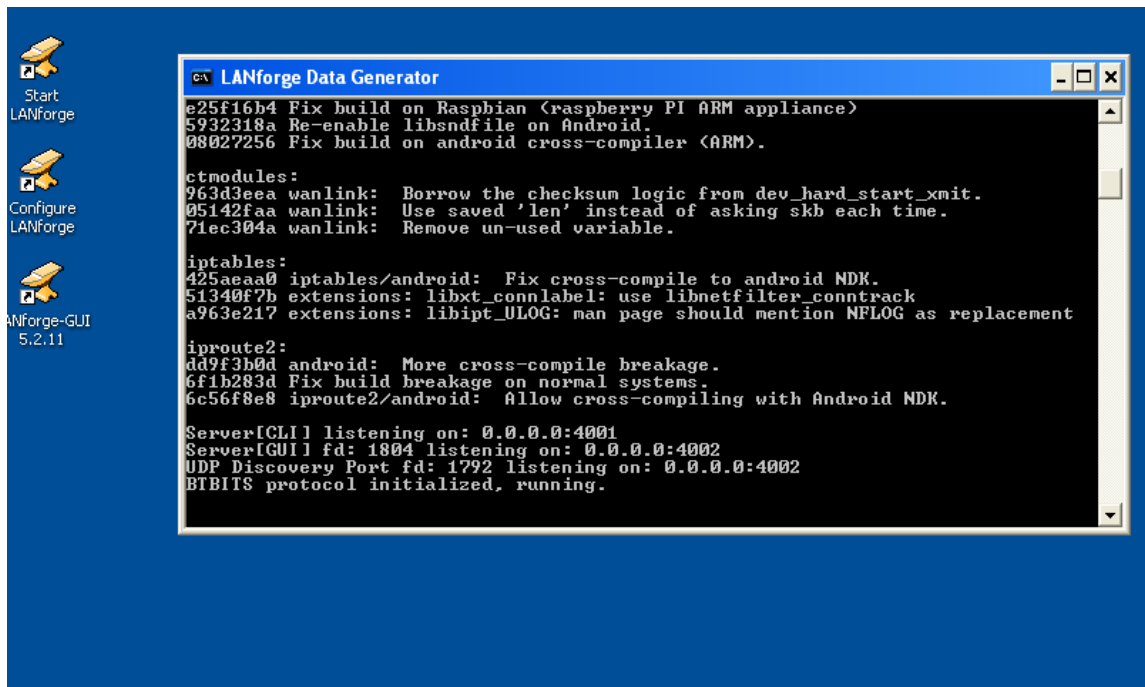 Start
LANforge
Configure
LANforge
ANforge-GUI
5.2.11
C:\ LANforge Data Generator
e25f16b4 Fix build on Raspbian (raspberry PI ARM appliance)
5932318a Re-enable libsndfile on Android.
08027256 Fix build on android cross-compiler (ARM).
ctmodules:
963d3eea wanlink:  Borrow the checksum logic from dev_hard_start_xmit.
05142faa wanlink:  Use saved 'len' instead of asking skb each time.
71ec304a wanlink:  Remove un-used variable.
iptables:
425aeaa0 iptables/android:  Fix cross-compile to android NDK.
51340f7b extensions: libxt_connlabel: use libnetfilter_conntrack
a963e217 extensions: libipt_ULOG: man page should mention NFLOG as replacement
iproute2:
dd9f3b0d android:  More cross-compile breakage.
6f1b283d Fix build breakage on normal systems.
6c56f8e8 iproute2/android:  Allow cross-compiling with Android NDK.
Server[CLI] listening on: 0.0.0.0:4001
Server[GUI] fd: 1804 listening on: 0.0.0.0:4002
UDP Discovery Port fd: 1792 listening on: 0.0.0.0:4002
BTBITS protocol initialized, running.